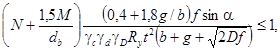 (N + 1,5M / d_b) (0,4 + 1,8g / b) f sin α / γ_c γ_d γ_D R_y t² (b + g + √2Df) ≤ 1,